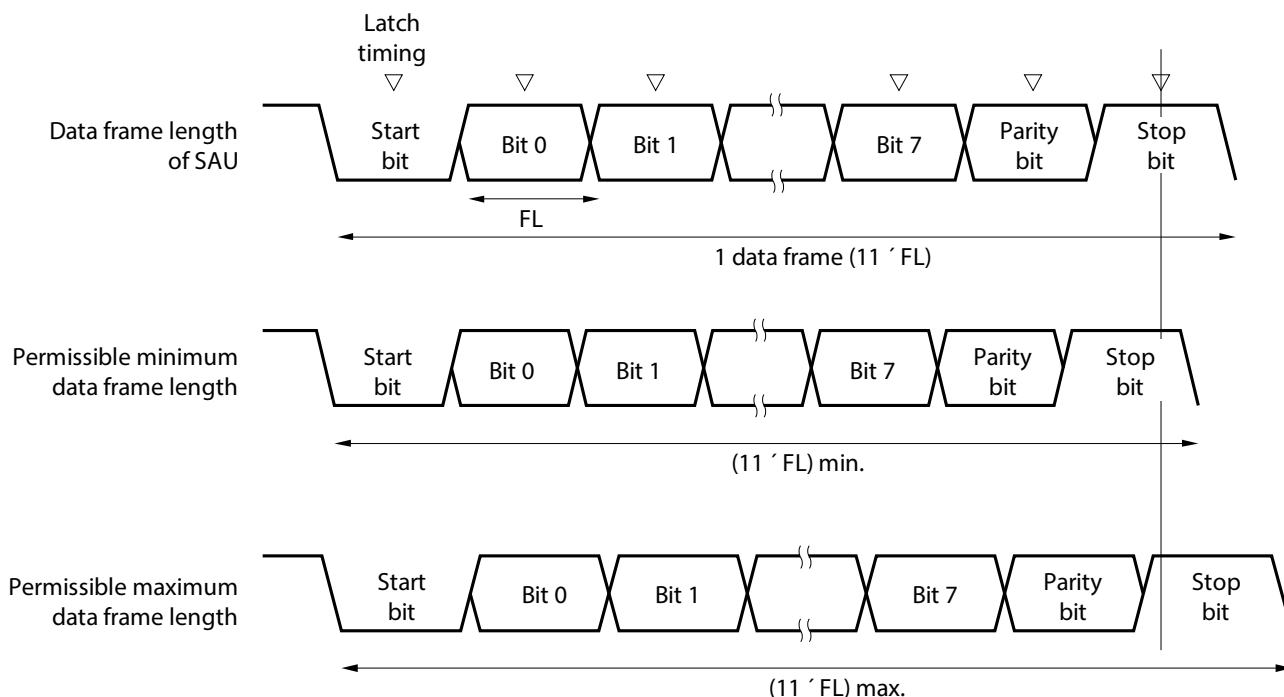 Latch
timing
Data frame length
of SAU
Start
bit
Bit 0
Bit 1
Bit 7
Parity
bit
Stop
bit
FL
1 data frame (11 ´ FL)
Permissible minimum
data frame length
Start
bit
Bit 0
Bit 1
Bit 7
Parity
bit
Stop
bit
(11 ´ FL) min.
Permissible maximum
data frame length
Start
bit
Bit 0
Bit 1
Bit 7
Parity
bit
Stop
bit
(11 ´ FL) max.